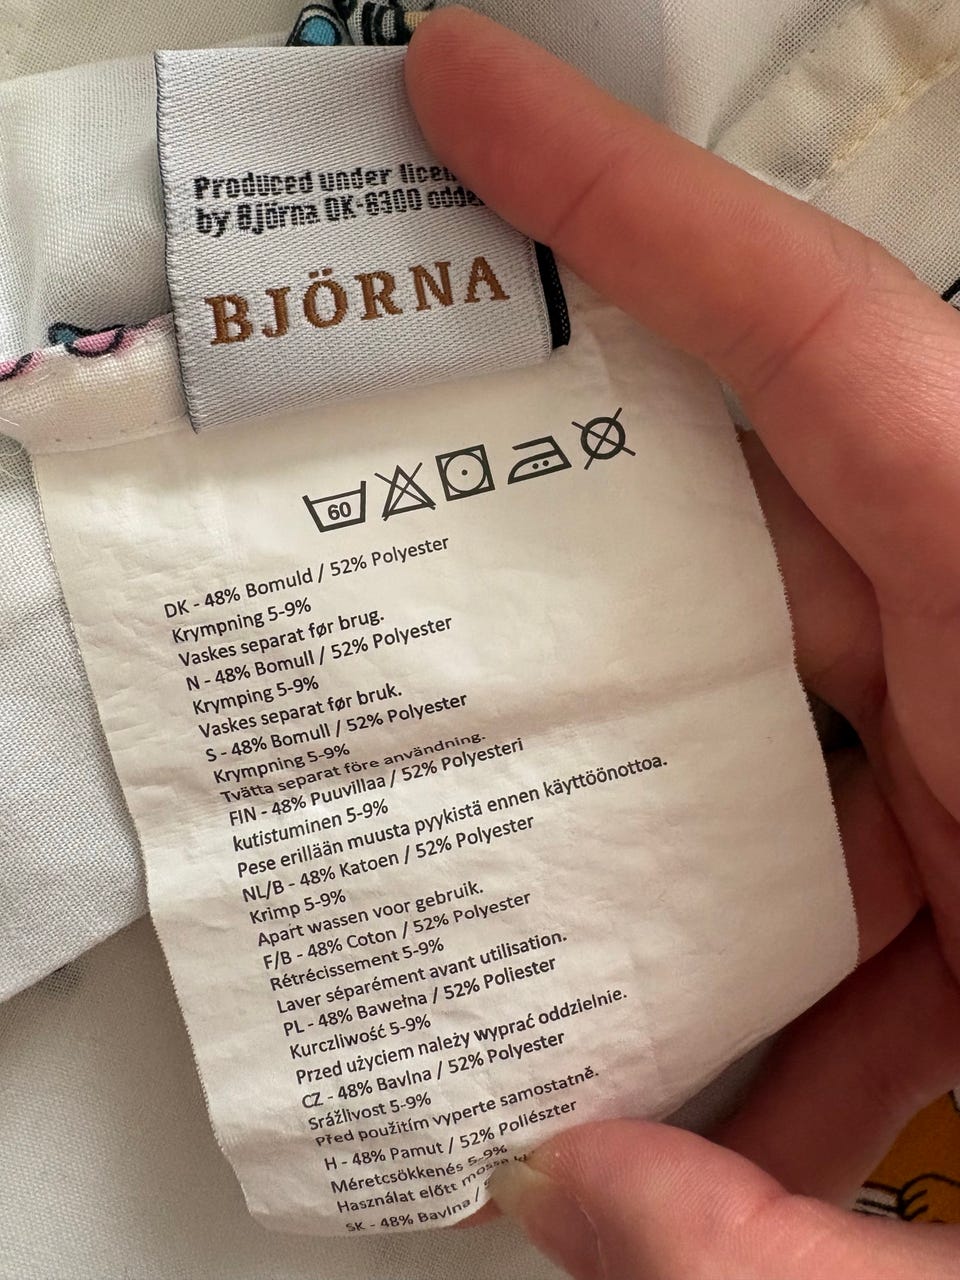 Produced under
by Björna DK-8300 odder
BJÖRNA
60
DK - 48% Bomuld / 52% Polyester
Krympning 5-9%
Vaskes separat før brug.
N - 48% Bomull / 52% Polyester
Krymping 5-9%
Vaskes separat før bruk.
S - 48% Bomull / 52% Polyester
Krympning 5-9%
Tvätta separat före användning.
FIN - 48% Puuvillaa / 52% Polyesteri
kutistuminen 5-9%
Pese erillään muusta pyykistä ennen käyttöönottoa.
NL/B - 48% Katoen / 52% Polyester
Krimp 5-9%
Apart wassen voor gebruik.
F/B - 48% Coton / 52% Polyester
Rétrécissement 5-9%
Laver séparément avant utilisation.
PL - 48% Bawełna / 52% Poliester
Kurczliwość 5-9%
Przed użyciem należy wyprać oddzielnie.
CZ - 48% Bavlna / 52% Polyester
Srážlivost 5-9%
Před použitím vyperte samostatně.
H - 48% Pamut / 52% Poliészter
Méretcsökkenés 5-9%
Használat előtt mossa
SK - 48% Bavlna /